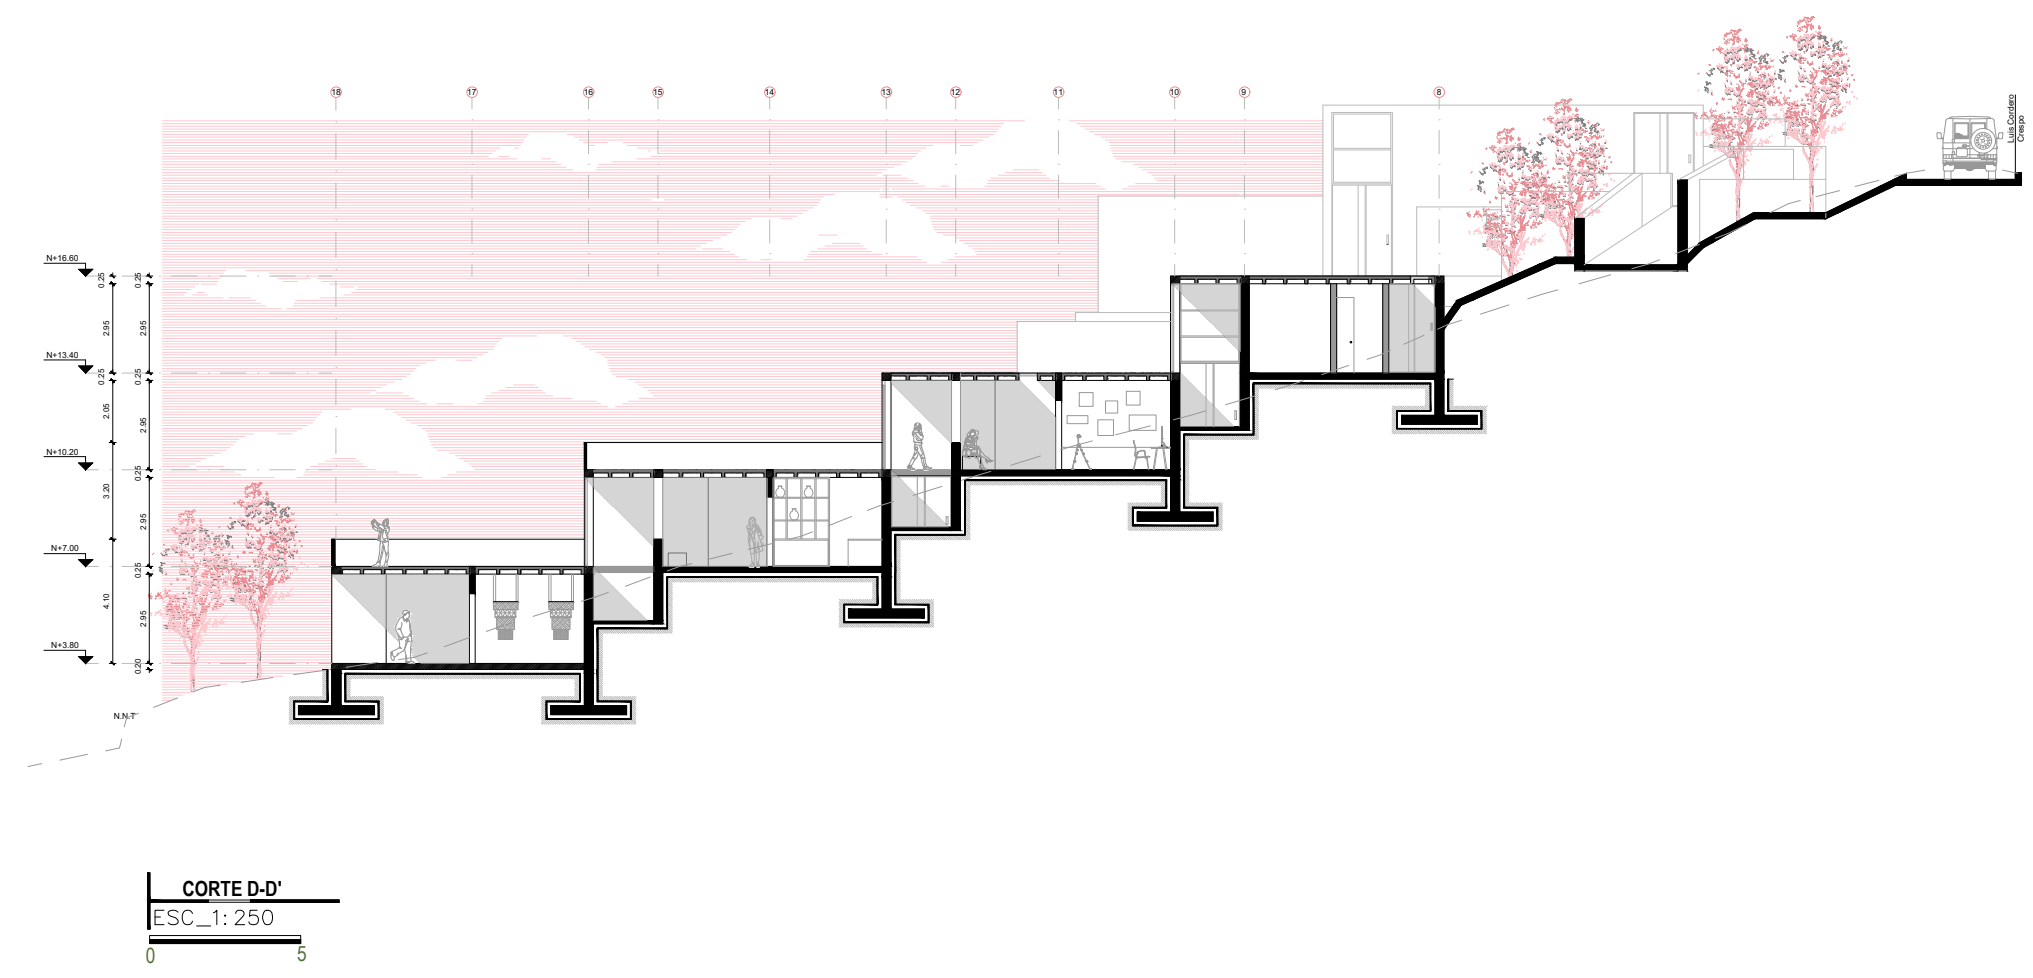 18 17 16 15 14 13 12 11 10 9 8
Luis Cordero
Crespo
N+16.60
0.25 0.25
2.95 2.95
N+13.40
0.25 0.25
2.05 2.95
N+10.20
0.25
3.20 2.95
N+7.00
0.25
4.10 2.95
N+3.80
0.20
N.N.T
CORTE D-D'
ESC_1:250
0 5